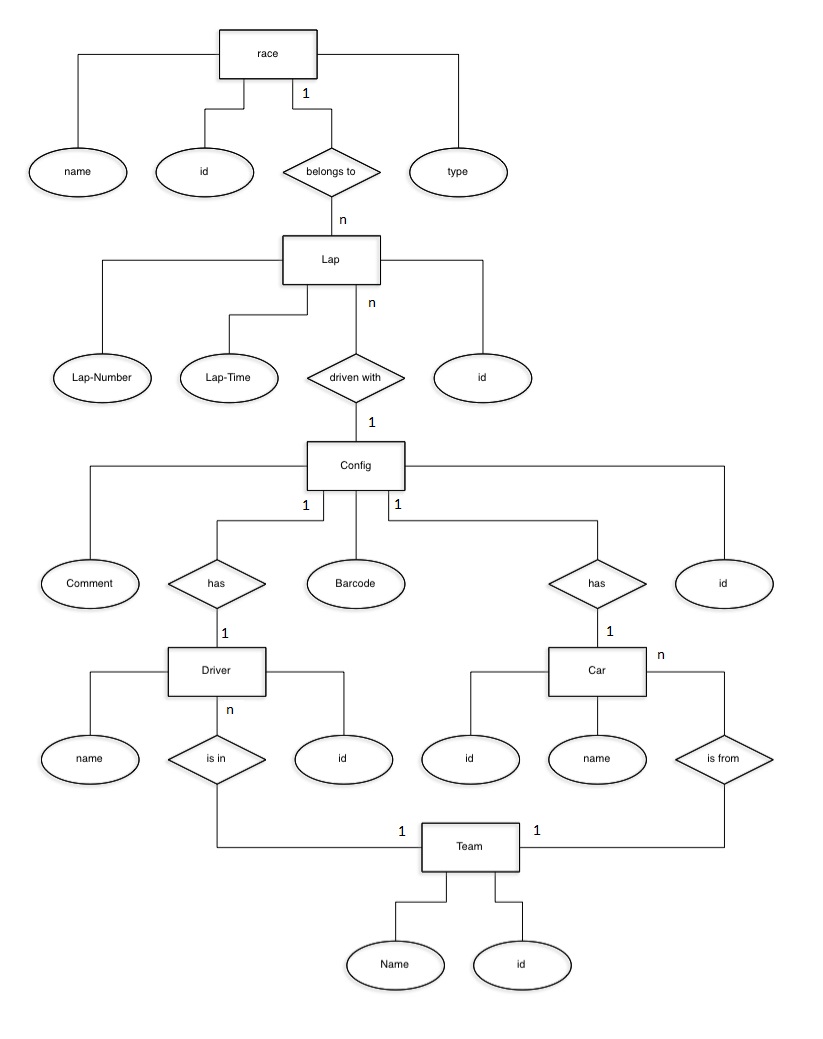 race
1
name
id
belongs to
type
n
Lap
n
Lap-Number
Lap-Time
driven with
id
1
Config
1
1
Comment
has
Barcode
has
id
1
1
Driver
Car
n
n
name
is in
id
id
name
is from
1
1
Team
Name
id